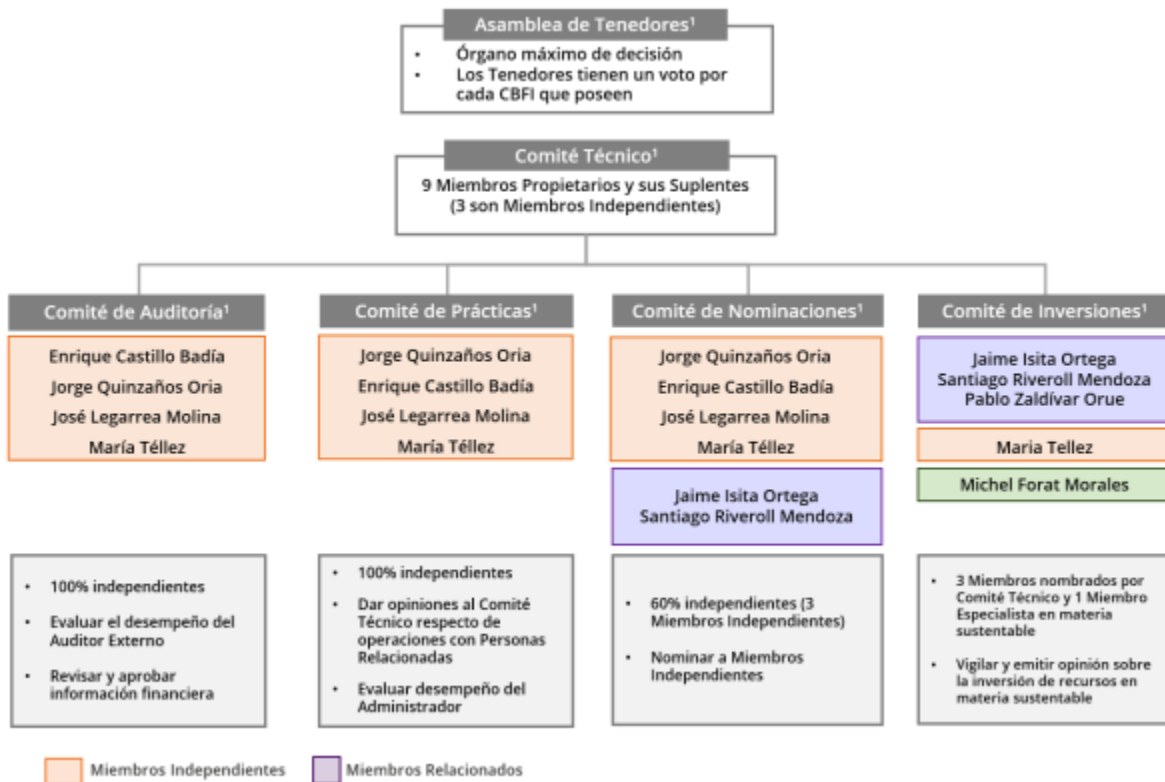 Asamblea de Tenedores¹
• Órgano máximo de decisión
• Los Tenedores tienen un voto por
cada CBFI que poseen
Comité Técnico¹
9 Miembros Propietarios y sus Suplentes
(3 son Miembros Independientes)
Comité de Auditoría¹
Enrique Castillo Badía
Jorge Quinzaños Oria
José Legarrea Molina
María Téllez
• 100% independientes
• Evaluar el desempeño del
Auditor Externo
• Revisar y aprobar
información financiera
Comité de Prácticas¹
Jorge Quinzaños Oria
Enrique Castillo Badía
José Legarrea Molina
María Téllez
• 100% independientes
• Dar opiniones al Comité
Técnico respecto de
operaciones con Personas
Relacionadas
• Evaluar desempeño del
Administrador
Comité de Nominaciones¹
Jorge Quinzaños Oria
Enrique Castillo Badía
José Legarrea Molina
María Téllez
Jaime Isita Ortega
Santiago Riveroll Mendoza
• 60% independientes (3
Miembros Independientes)
• Nominar a Miembros
Independientes
Comité de Inversiones¹
Jaime Isita Ortega
Santiago Riveroll Mendoza
Pablo Zaldívar Orue
Maria Tellez
Michel Forat Morales
• 3 Miembros nombrados por
Comité Técnico y 1 Miembro
Especialista en materia
sustentable
• Vigilar y emitir opinión sobre
la inversión de recursos en
materia sustentable
Miembros Independientes
Miembros Relacionados